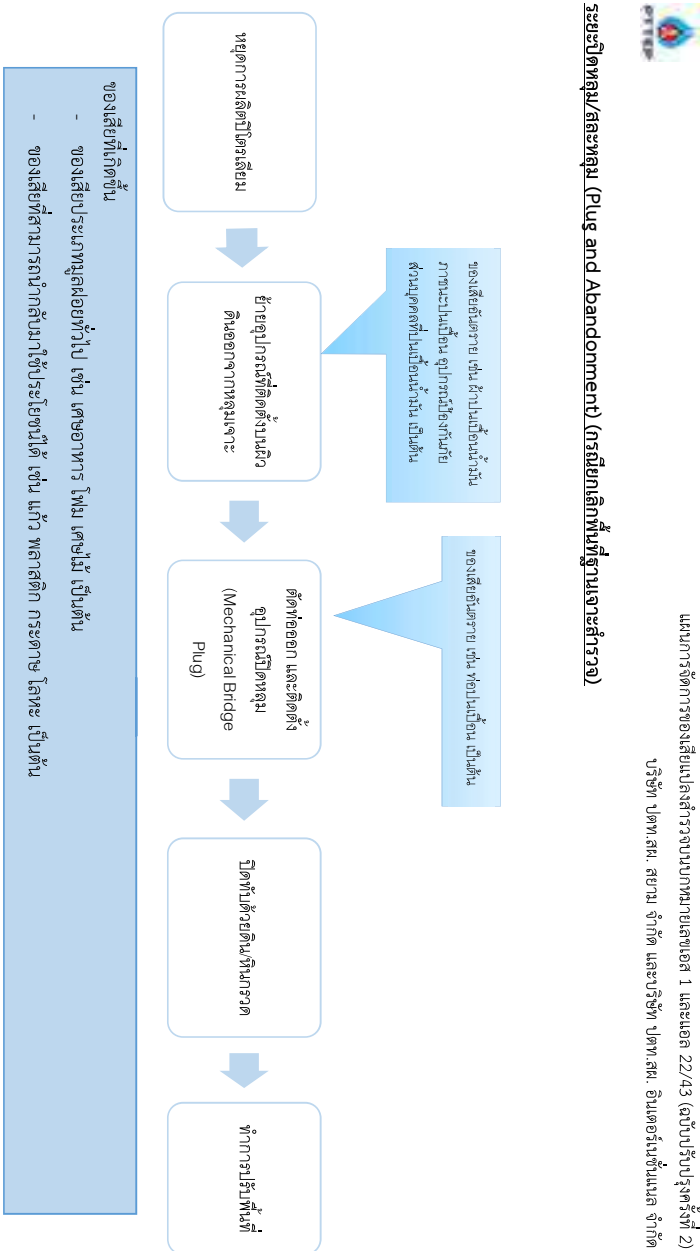 PTTEP
แผนการจัดการของเสียแปลงสำรวจบนบกหมายเลขเอส 1 และแอล 22/43 (ฉบับปรับปรุงครั้งที่ 2)
บริษัท ปตท.สผ. สยาม จำกัด และบริษัท ปตท.สผ. อินเตอร์เนชั่นแนล จำกัด
ระยะปิดหลุม/สละหลุม (Plug and Abandonment) (กรณียกเลิกพื้นที่ฐานเจาะสำรวจ)
ของเสียอันตราย เช่น ผ้าปนเปื้อนน้ำมัน
ภาชนะปนเปื้อน อุปกรณ์ป้องกันภัย
ส่วนบุคคลที่ปนเปื้อนน้ำมัน เป็นต้น
ของเสียอันตราย เช่น ท่อปนเปื้อน เป็นต้น
หยุดการผลิตปิโตรเลียม
ย้ายอุปกรณ์ที่ติดตั้งบนผิว
ดินออกจากหลุมเจาะ
ตัดท่อออก และติดตั้ง
อุปกรณ์ปิดหลุม
(Mechanical Bridge
Plug)
ปิดทับด้วยดิน/หินกรวด
ทำการปรับพื้นที่
ของเสียที่เกิดขึ้น
- ของเสียประเภทมูลฝอยทั่วไป เช่น เศษอาหาร โฟม เศษไม้ เป็นต้น
- ของเสียที่สามารถนำกลับมาใช้ประโยชน์ได้ เช่น แก้ว พลาสติก กระดาษ โลหะ เป็นต้น